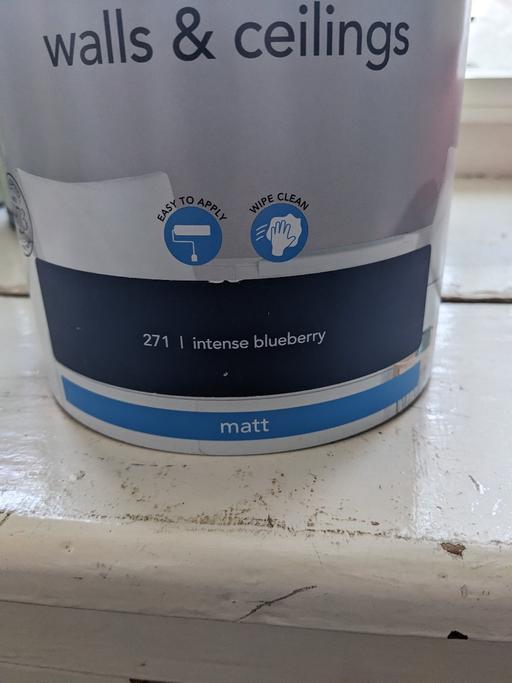 walls & ceilings
EASY TO APPLY
WIPE CLEAN
271 | intense blueberry
matt